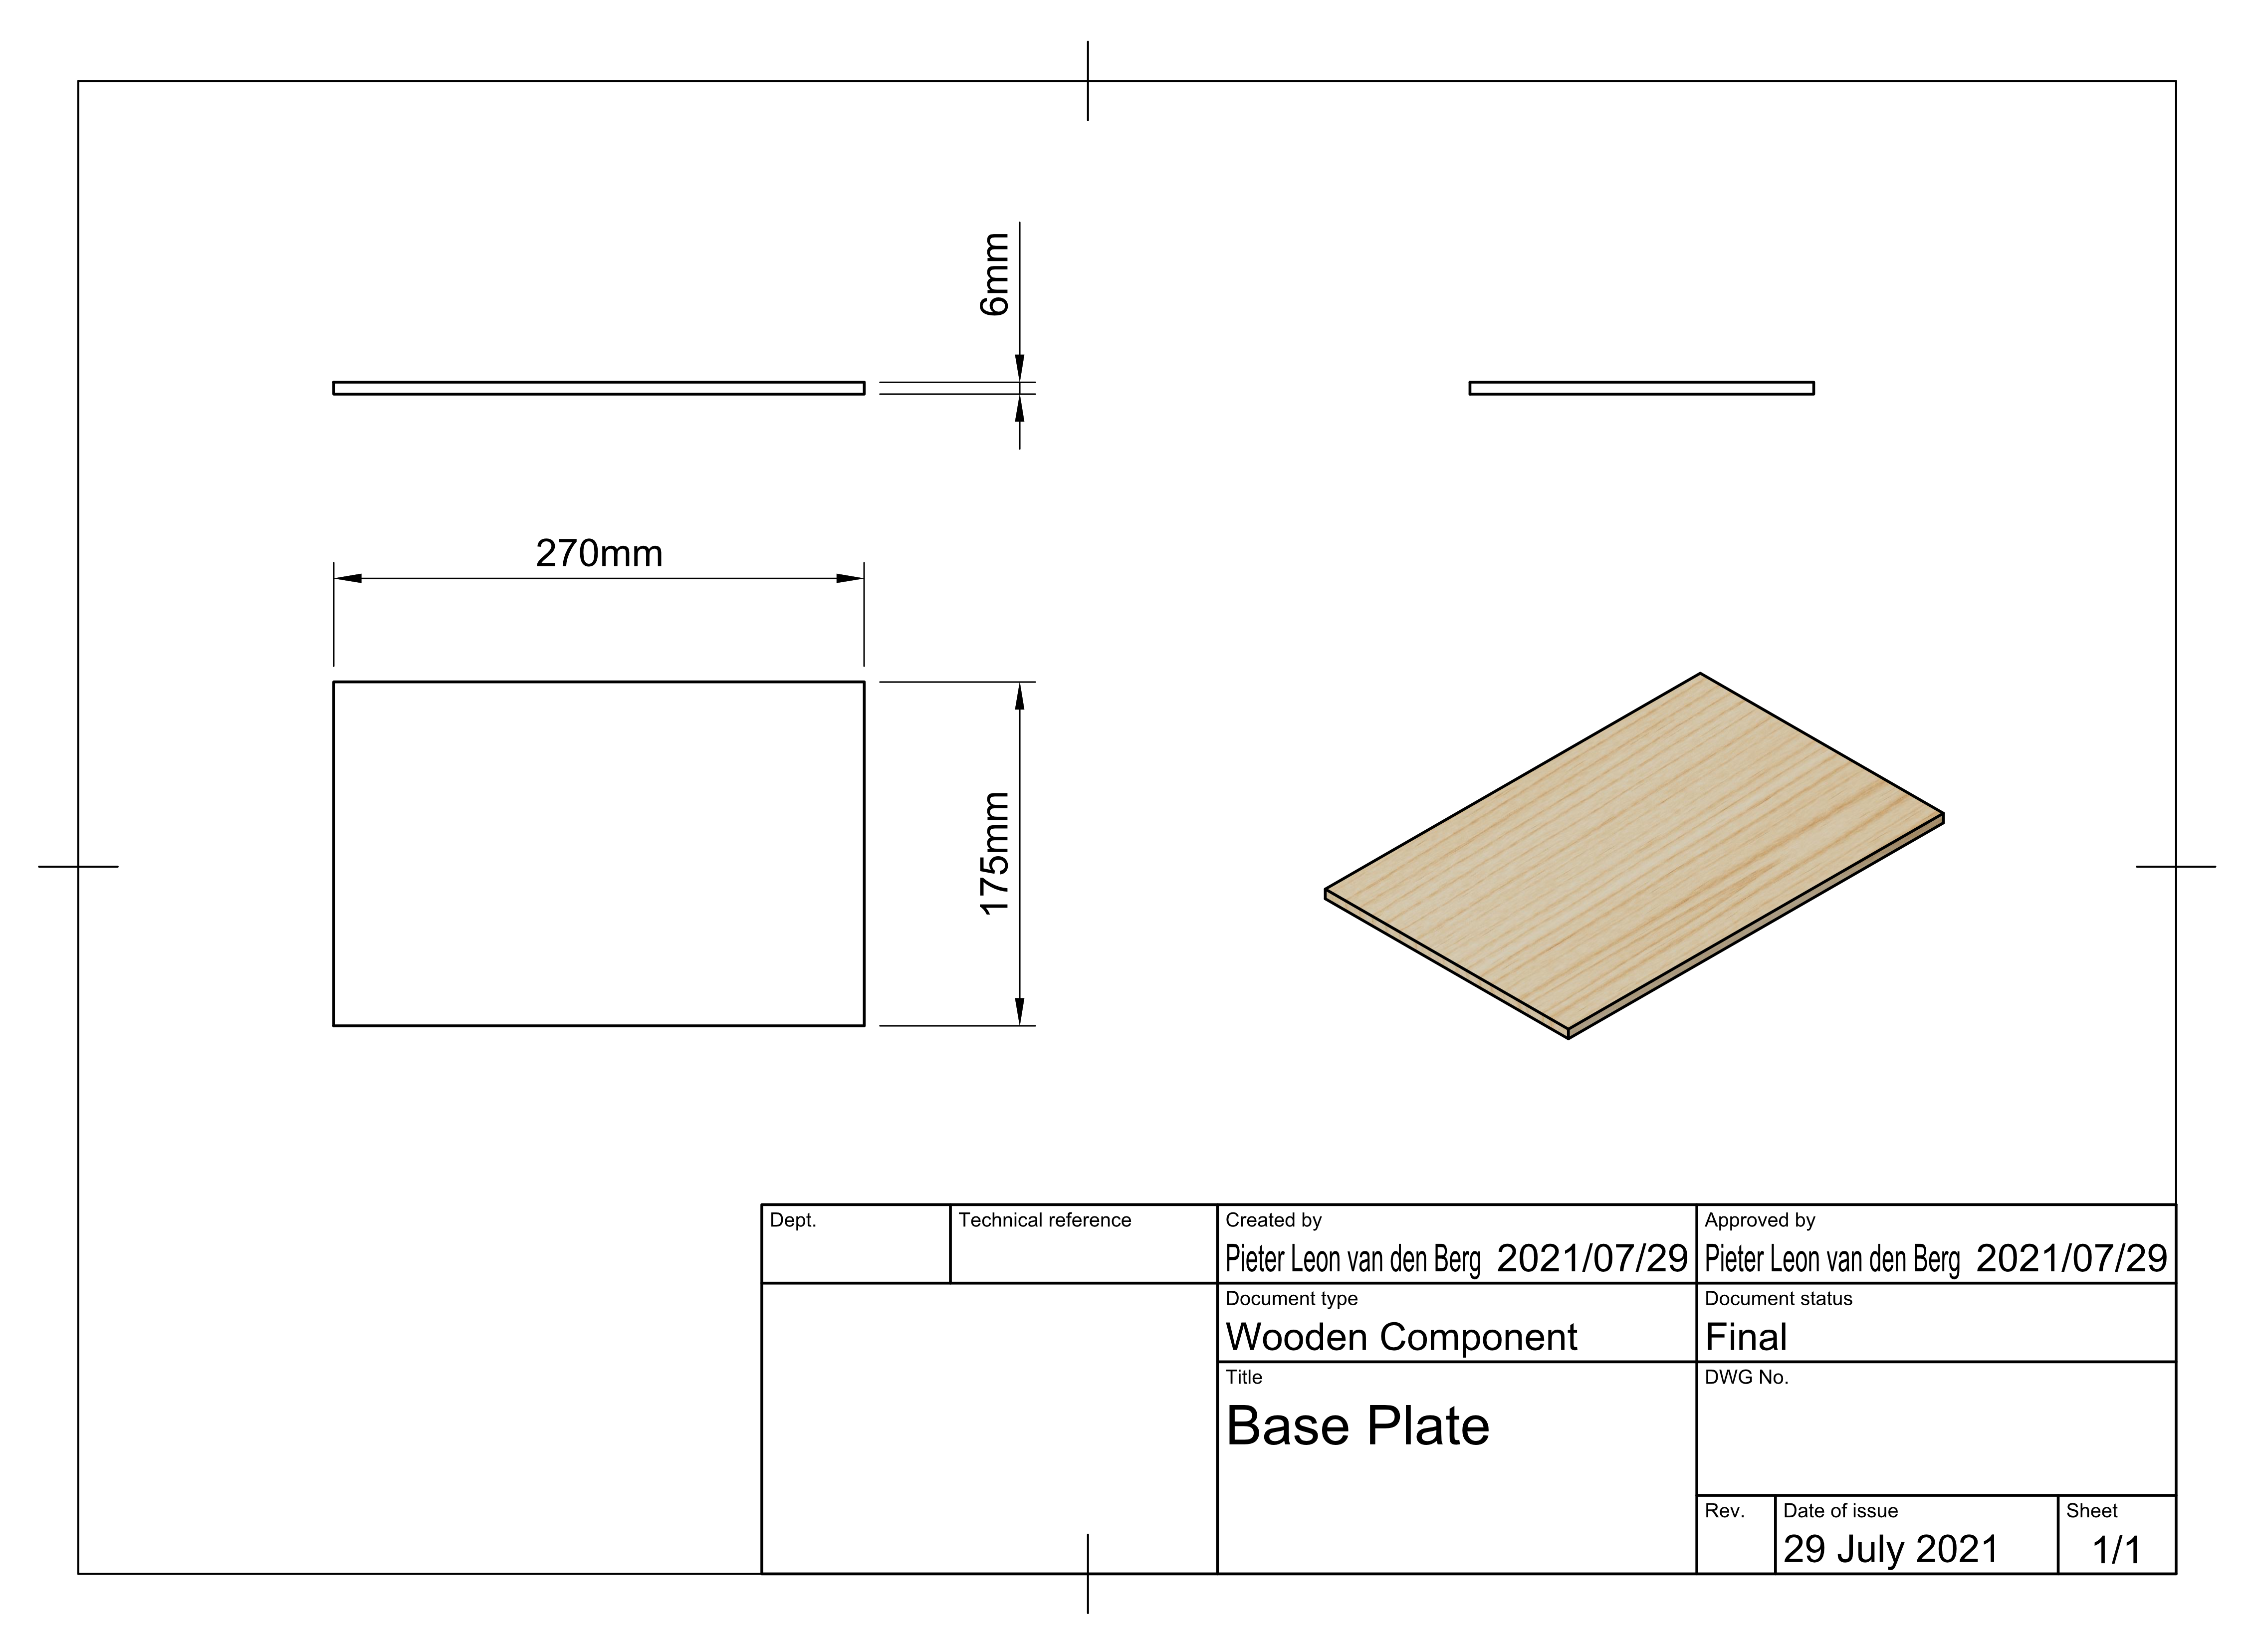 6mm
270mm
175mm
Dept.
Technical reference
Created by
Pieter Leon van den Berg 2021/07/29
Approved by
Pieter Leon van den Berg 2021/07/29
Document type
Wooden Component
Document status
Final
Title
Base Plate
DWG No.
Rev.
Date of issue
29 July 2021
Sheet
1/1